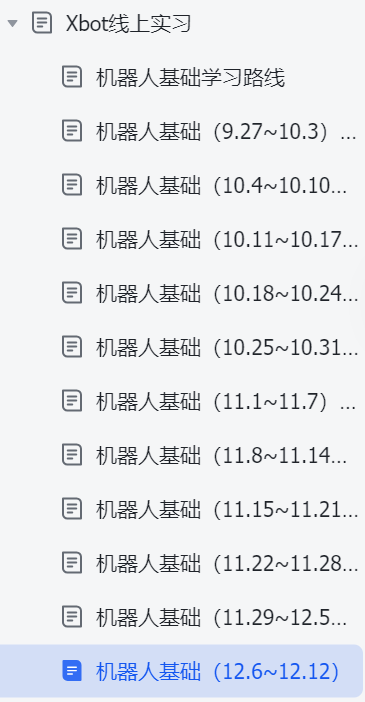 Xbot线上实习
机器人基础学习路线
机器人基础（9.27~10.3）...
机器人基础（10.4~10.10...
机器人基础（10.11~10.17...
机器人基础（10.18~10.24...
机器人基础（10.25~10.31...
机器人基础（11.1~11.7）...
机器人基础（11.8~11.14...
机器人基础（11.15~11.21...
机器人基础（11.22~11.28...
机器人基础（11.29~12.5...
机器人基础（12.6~12.12）